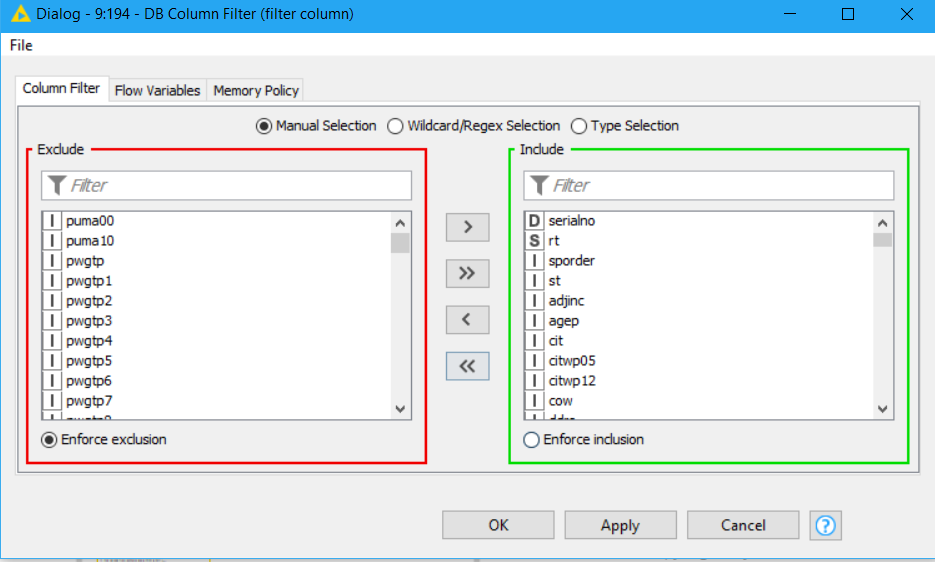 Dialog - 9:194 - DB Column Filter (filter column)
File
Column Filter Flow Variables Memory Policy
Manual Selection Wildcard/Regex Selection Type Selection
Exclude
Filter
I puma00
I puma10
I pwgtp
I pwgtp1
I pwgtp2
I pwgtp3
I pwgtp4
I pwgtp5
I pwgtp6
I pwgtp7
Enforce exclusion
>
>>
<
<<
Include
Filter
D serialno
S rt
I sporder
I st
I adjinc
I agep
I cit
I citwp05
I citwp12
I cow
Enforce inclusion
OK Apply Cancel ?